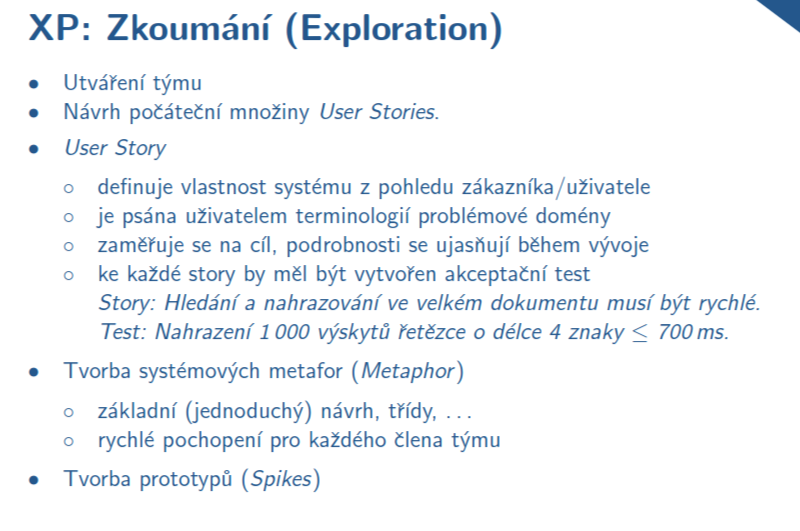 XP: Zkoumání (Exploration)
• Utváření týmu
• Návrh počáteční množiny User Stories.
• User Story
○ definuje vlastnost systému z pohledu zákazníka/uživatele
○ je psána uživatelem terminologií problémové domény
○ zaměřuje se na cíl, podrobnosti se ujasňují během vývoje
○ ke každé story by měl být vytvořen akceptační test
Story: Hledání a nahrazování ve velkém dokumentu musí být rychlé.
Test: Nahrazení 1 000 výskytů řetězce o délce 4 znaky ≤ 700 ms.
• Tvorba systémových metafor (Metaphor)
○ základní (jednoduchý) návrh, třídy, ...
○ rychlé pochopení pro každého člena týmu
• Tvorba prototypů (Spikes)